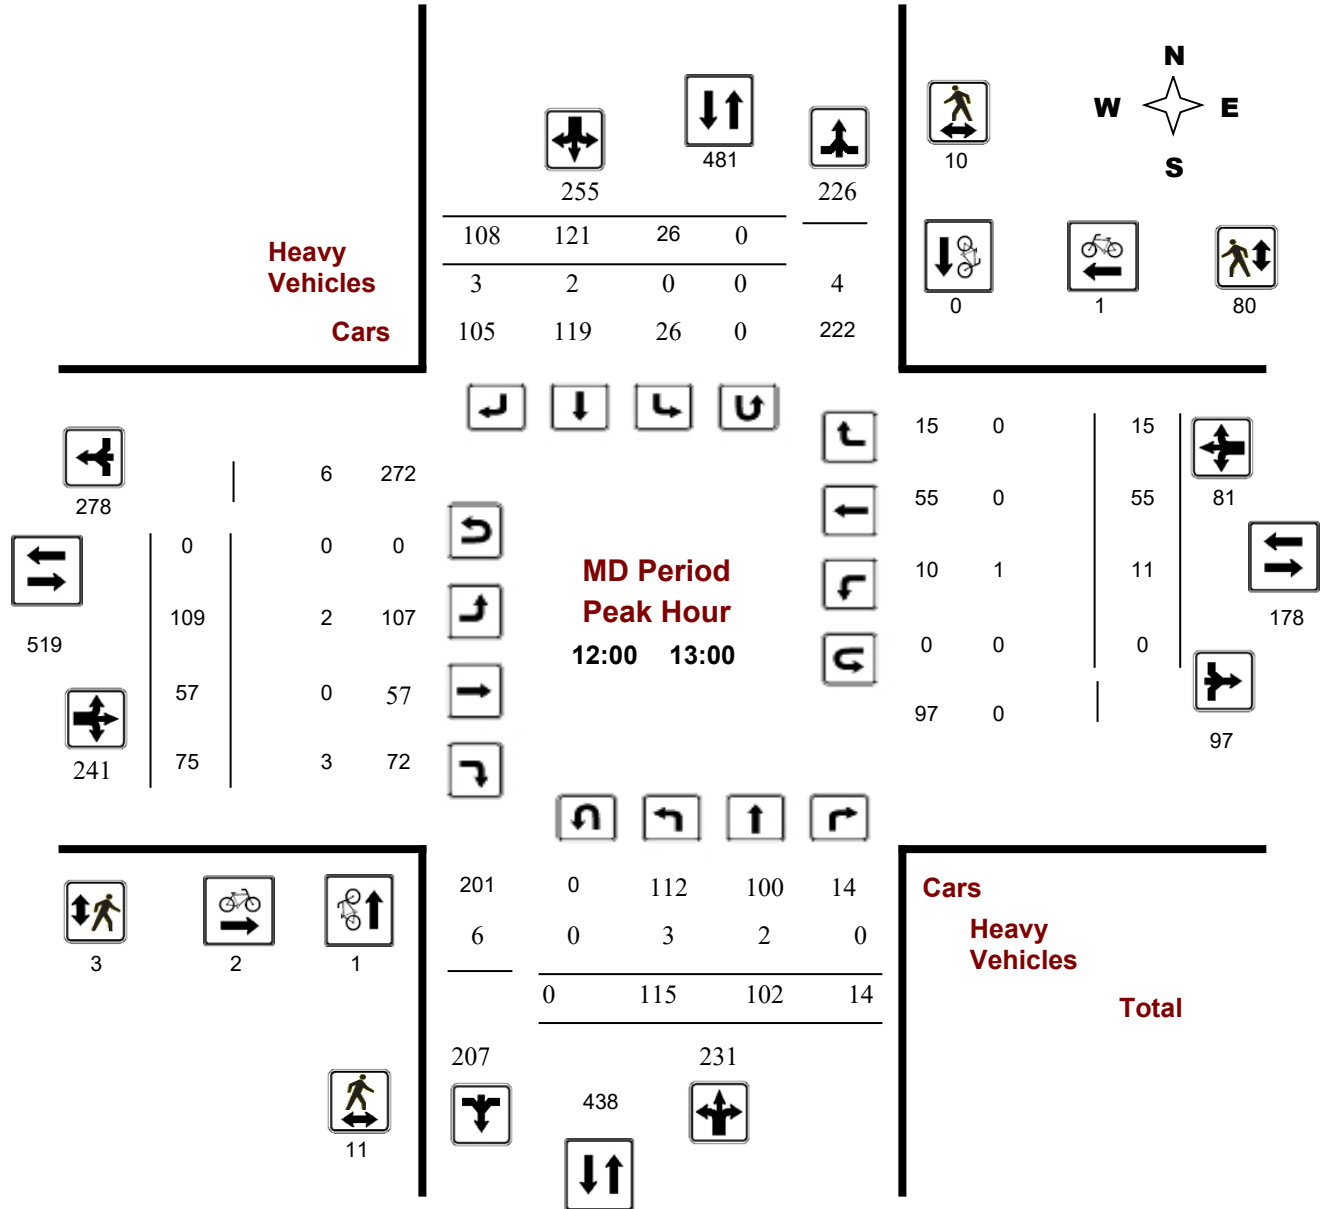 N
W E
S
481
10
255 226
108 121 26 0
Heavy
Vehicles
3 2 0 0 4
0 1 80
Cars 105 119 26 0 222
15 0 15
278 6 272
55 0 55 81
0 0 0
MD Period
10 1 11
Peak Hour
109 2 107
178
519
12:00 13:00
0 0 0
57 0 57
97 0
97
241 75 3 72
201 0 112 100 14 Cars
6 0 3 2 0 Heavy
Vehicles
3 2 1
0 115 102 14
Total
207 231
438
11